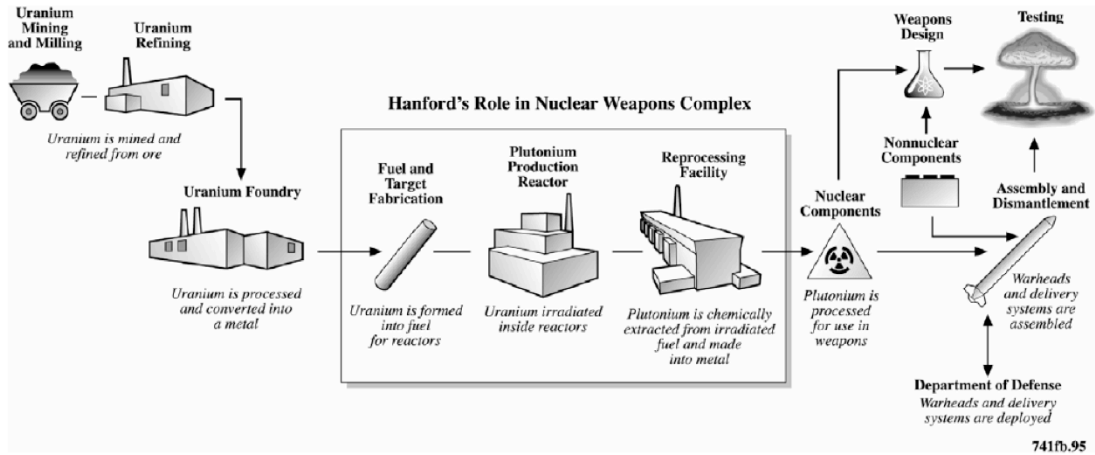 Uranium
Mining
and Milling
Uranium
Refining
Uranium is mined and
refined from ore
Uranium Foundry
Uranium is processed
and converted into
a metal
Hanford's Role in Nuclear Weapons Complex
Fuel and
Target
Fabrication
Uranium is formed
into fuel
for reactors
Plutonium
Production
Reactor
Uranium irradiated
inside reactors
Reprocessing
Facility
Plutonium is chemically
extracted from irradiated
fuel and made
into metal
Nuclear
Components
Plutonium is
processed
for use in
weapons
Weapons
Design
Nonnuclear
Components
Testing
Assembly and
Dismantlement
Warheads
and delivery
systems are
assembled
Department of Defense
Warheads and delivery
systems are deployed
741fb.95